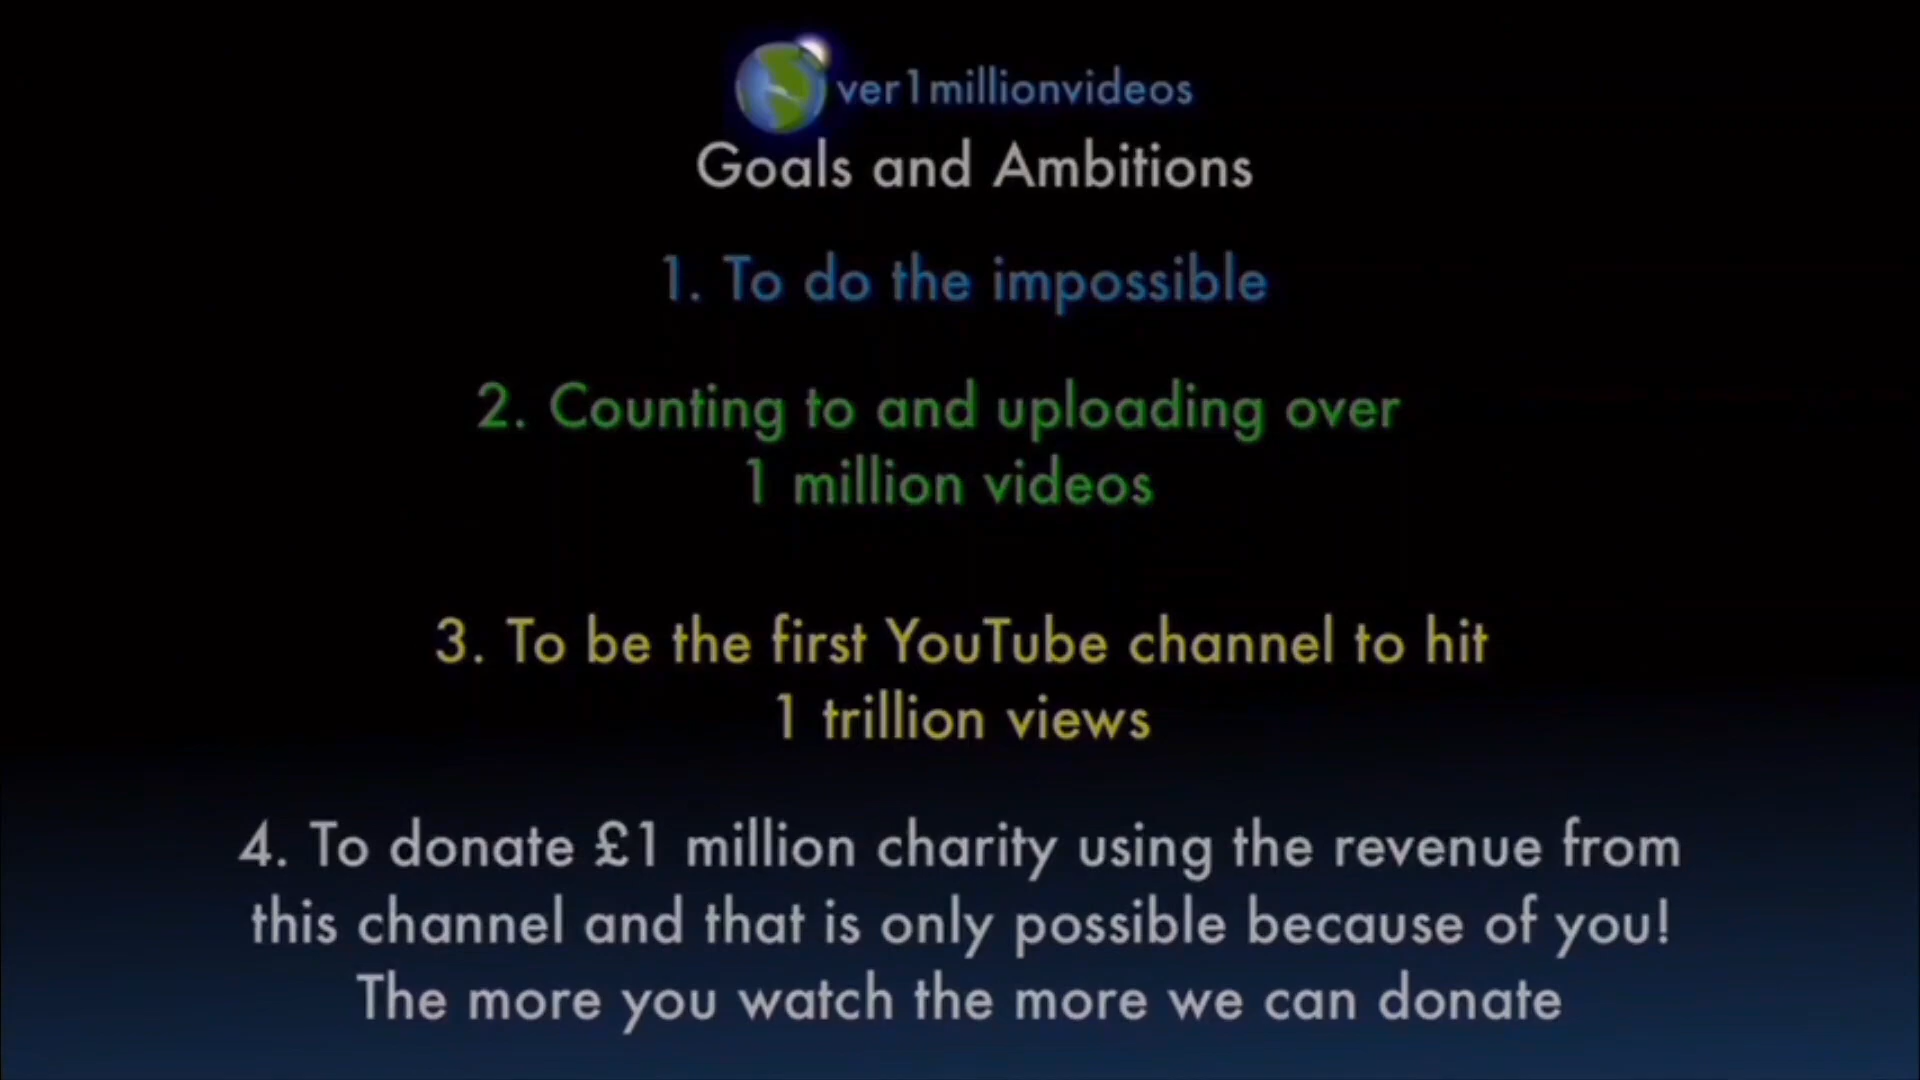 ver1millionvideos
Goals and Ambitions
1. To do the impossible
2. Counting to and uploading over
1 million videos
3. To be the first YouTube channel to hit
1 trillion views
4. To donate £1 million charity using the revenue from
this channel and that is only possible because of you!
The more you watch the more we can donate